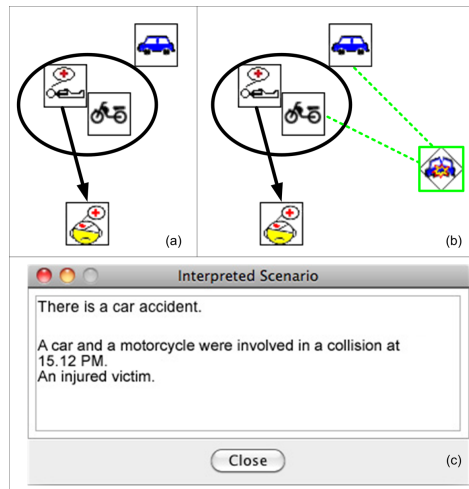 (a)
(b)
Interpreted Scenario
There is a car accident.
A car and a motorcycle were involved in a collision at
15.12 PM.
An injured victim.
Close
(c)